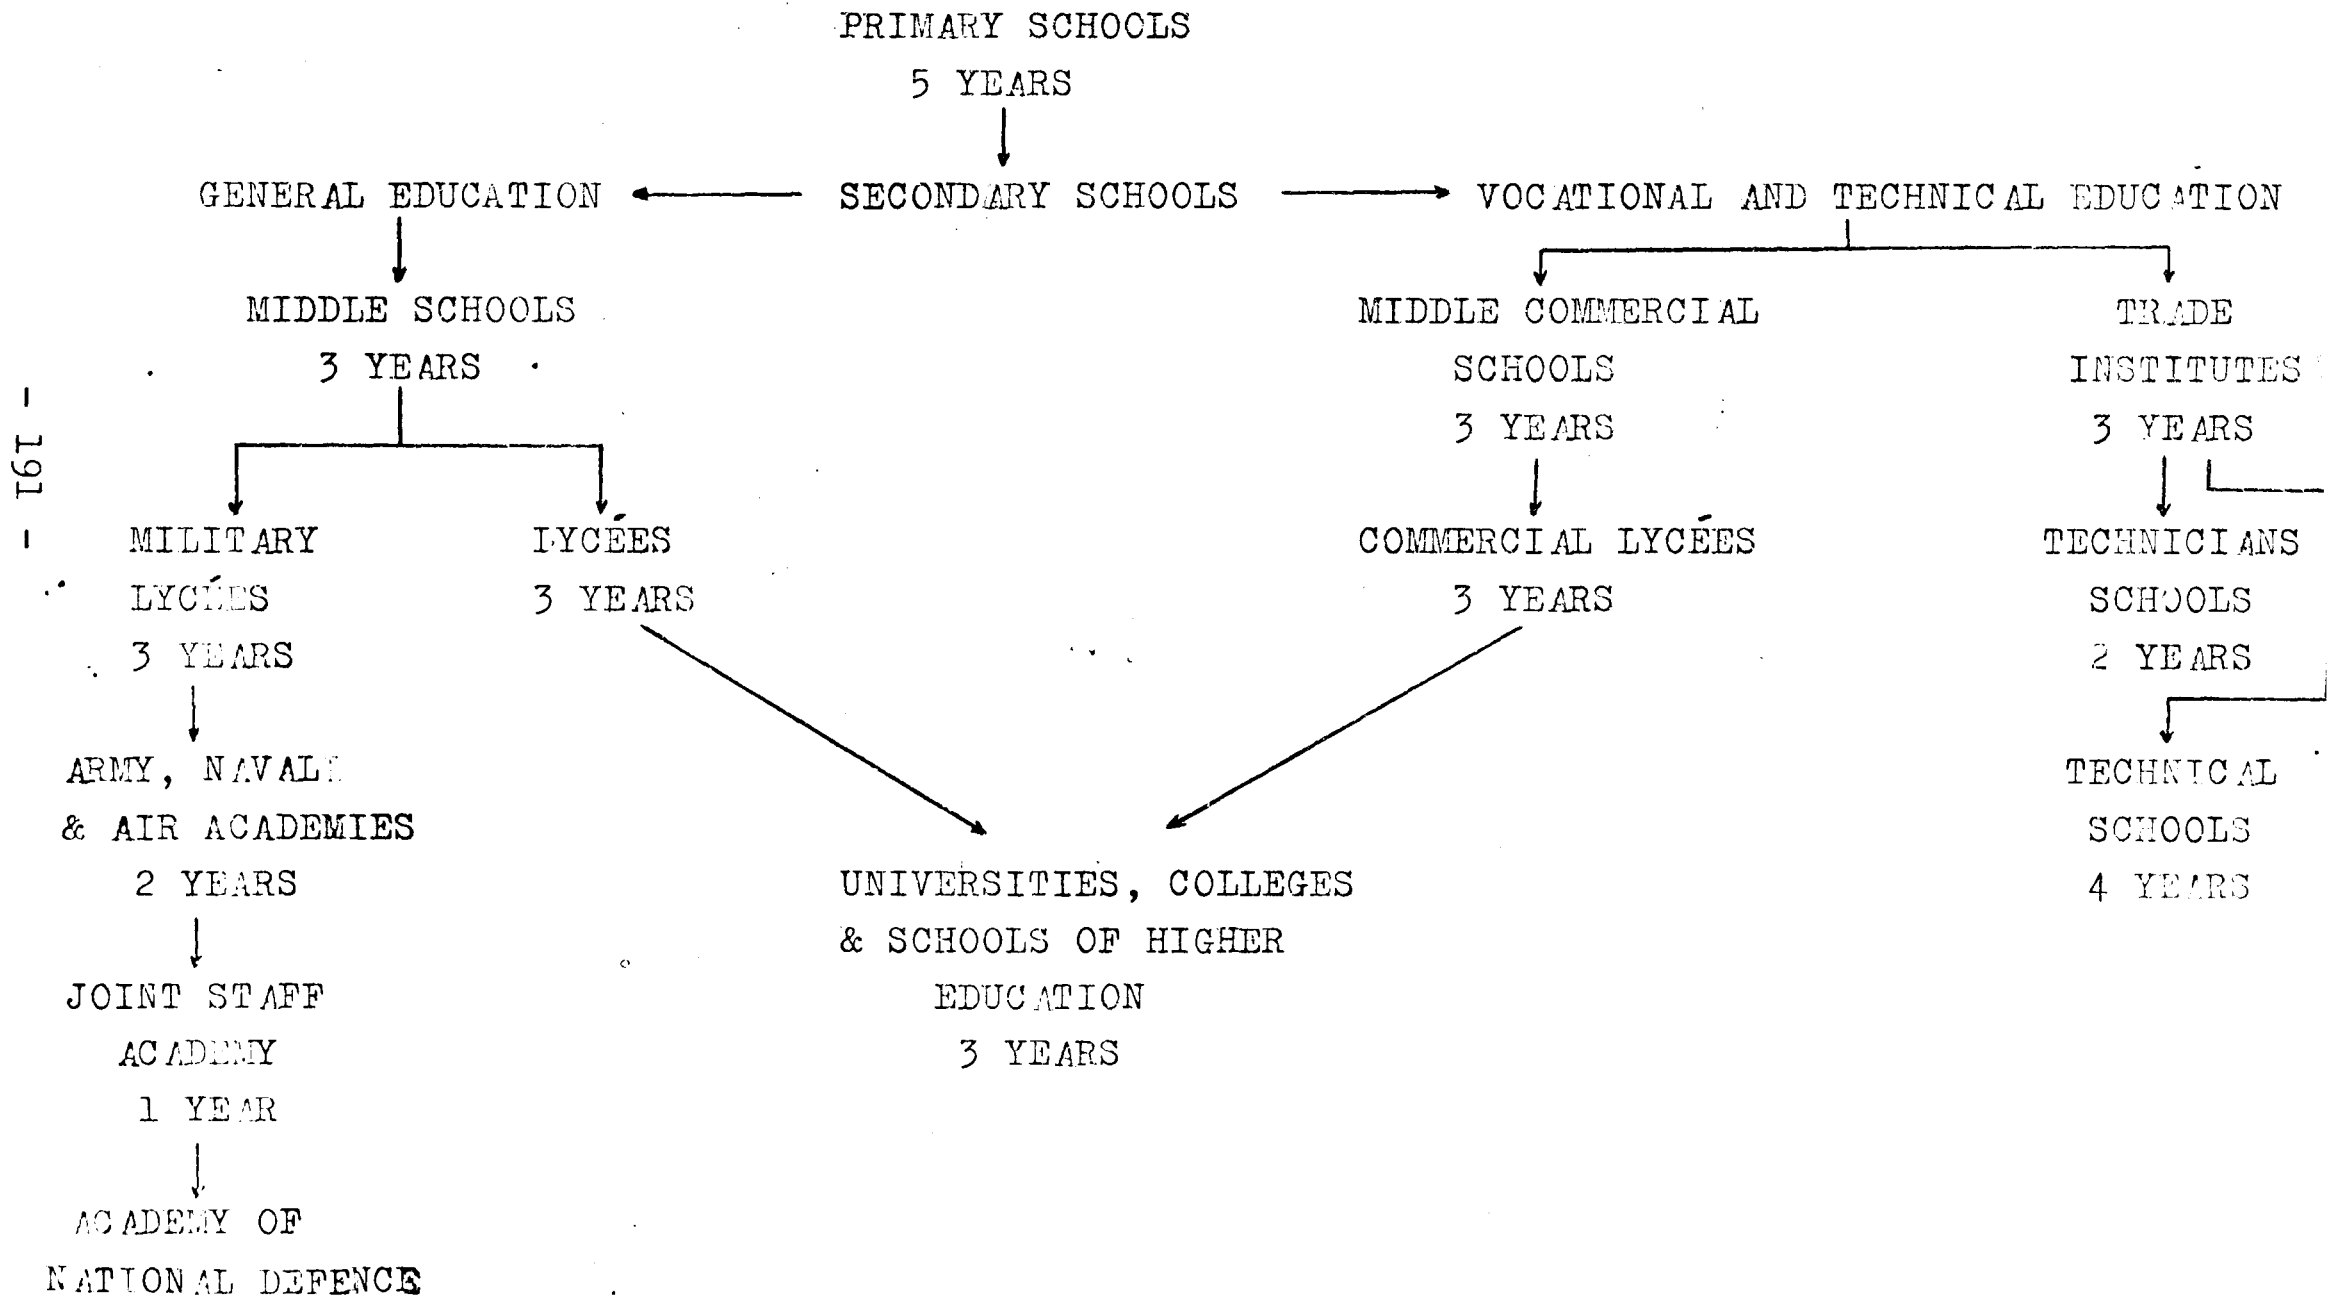 PRIMARY SCHOOLS
5 YEARS
GENERAL EDUCATION
SECONDARY SCHOOLS
VOCATIONAL AND TECHNICAL EDUCATION
MIDDLE SCHOOLS
3 YEARS
MIDDLE COMMERCIAL
SCHOOLS
3 YEARS
TRADE
INSTITUTES
3 YEARS
MILITARY
LYCÉES
3 YEARS
LYCÉES
3 YEARS
COMMERCIAL LYCÉES
3 YEARS
TECHNICIANS
SCHOOLS
2 YEARS
ARMY, NAVAL
& AIR ACADEMIES
2 YEARS
UNIVERSITIES, COLLEGES
& SCHOOLS OF HIGHER
EDUCATION
3 YEARS
TECHNICAL
SCHOOLS
4 YEARS
JOINT STAFF
ACADEMY
1 YEAR
ACADEMY OF
NATIONAL DEFENCE
- 191 -